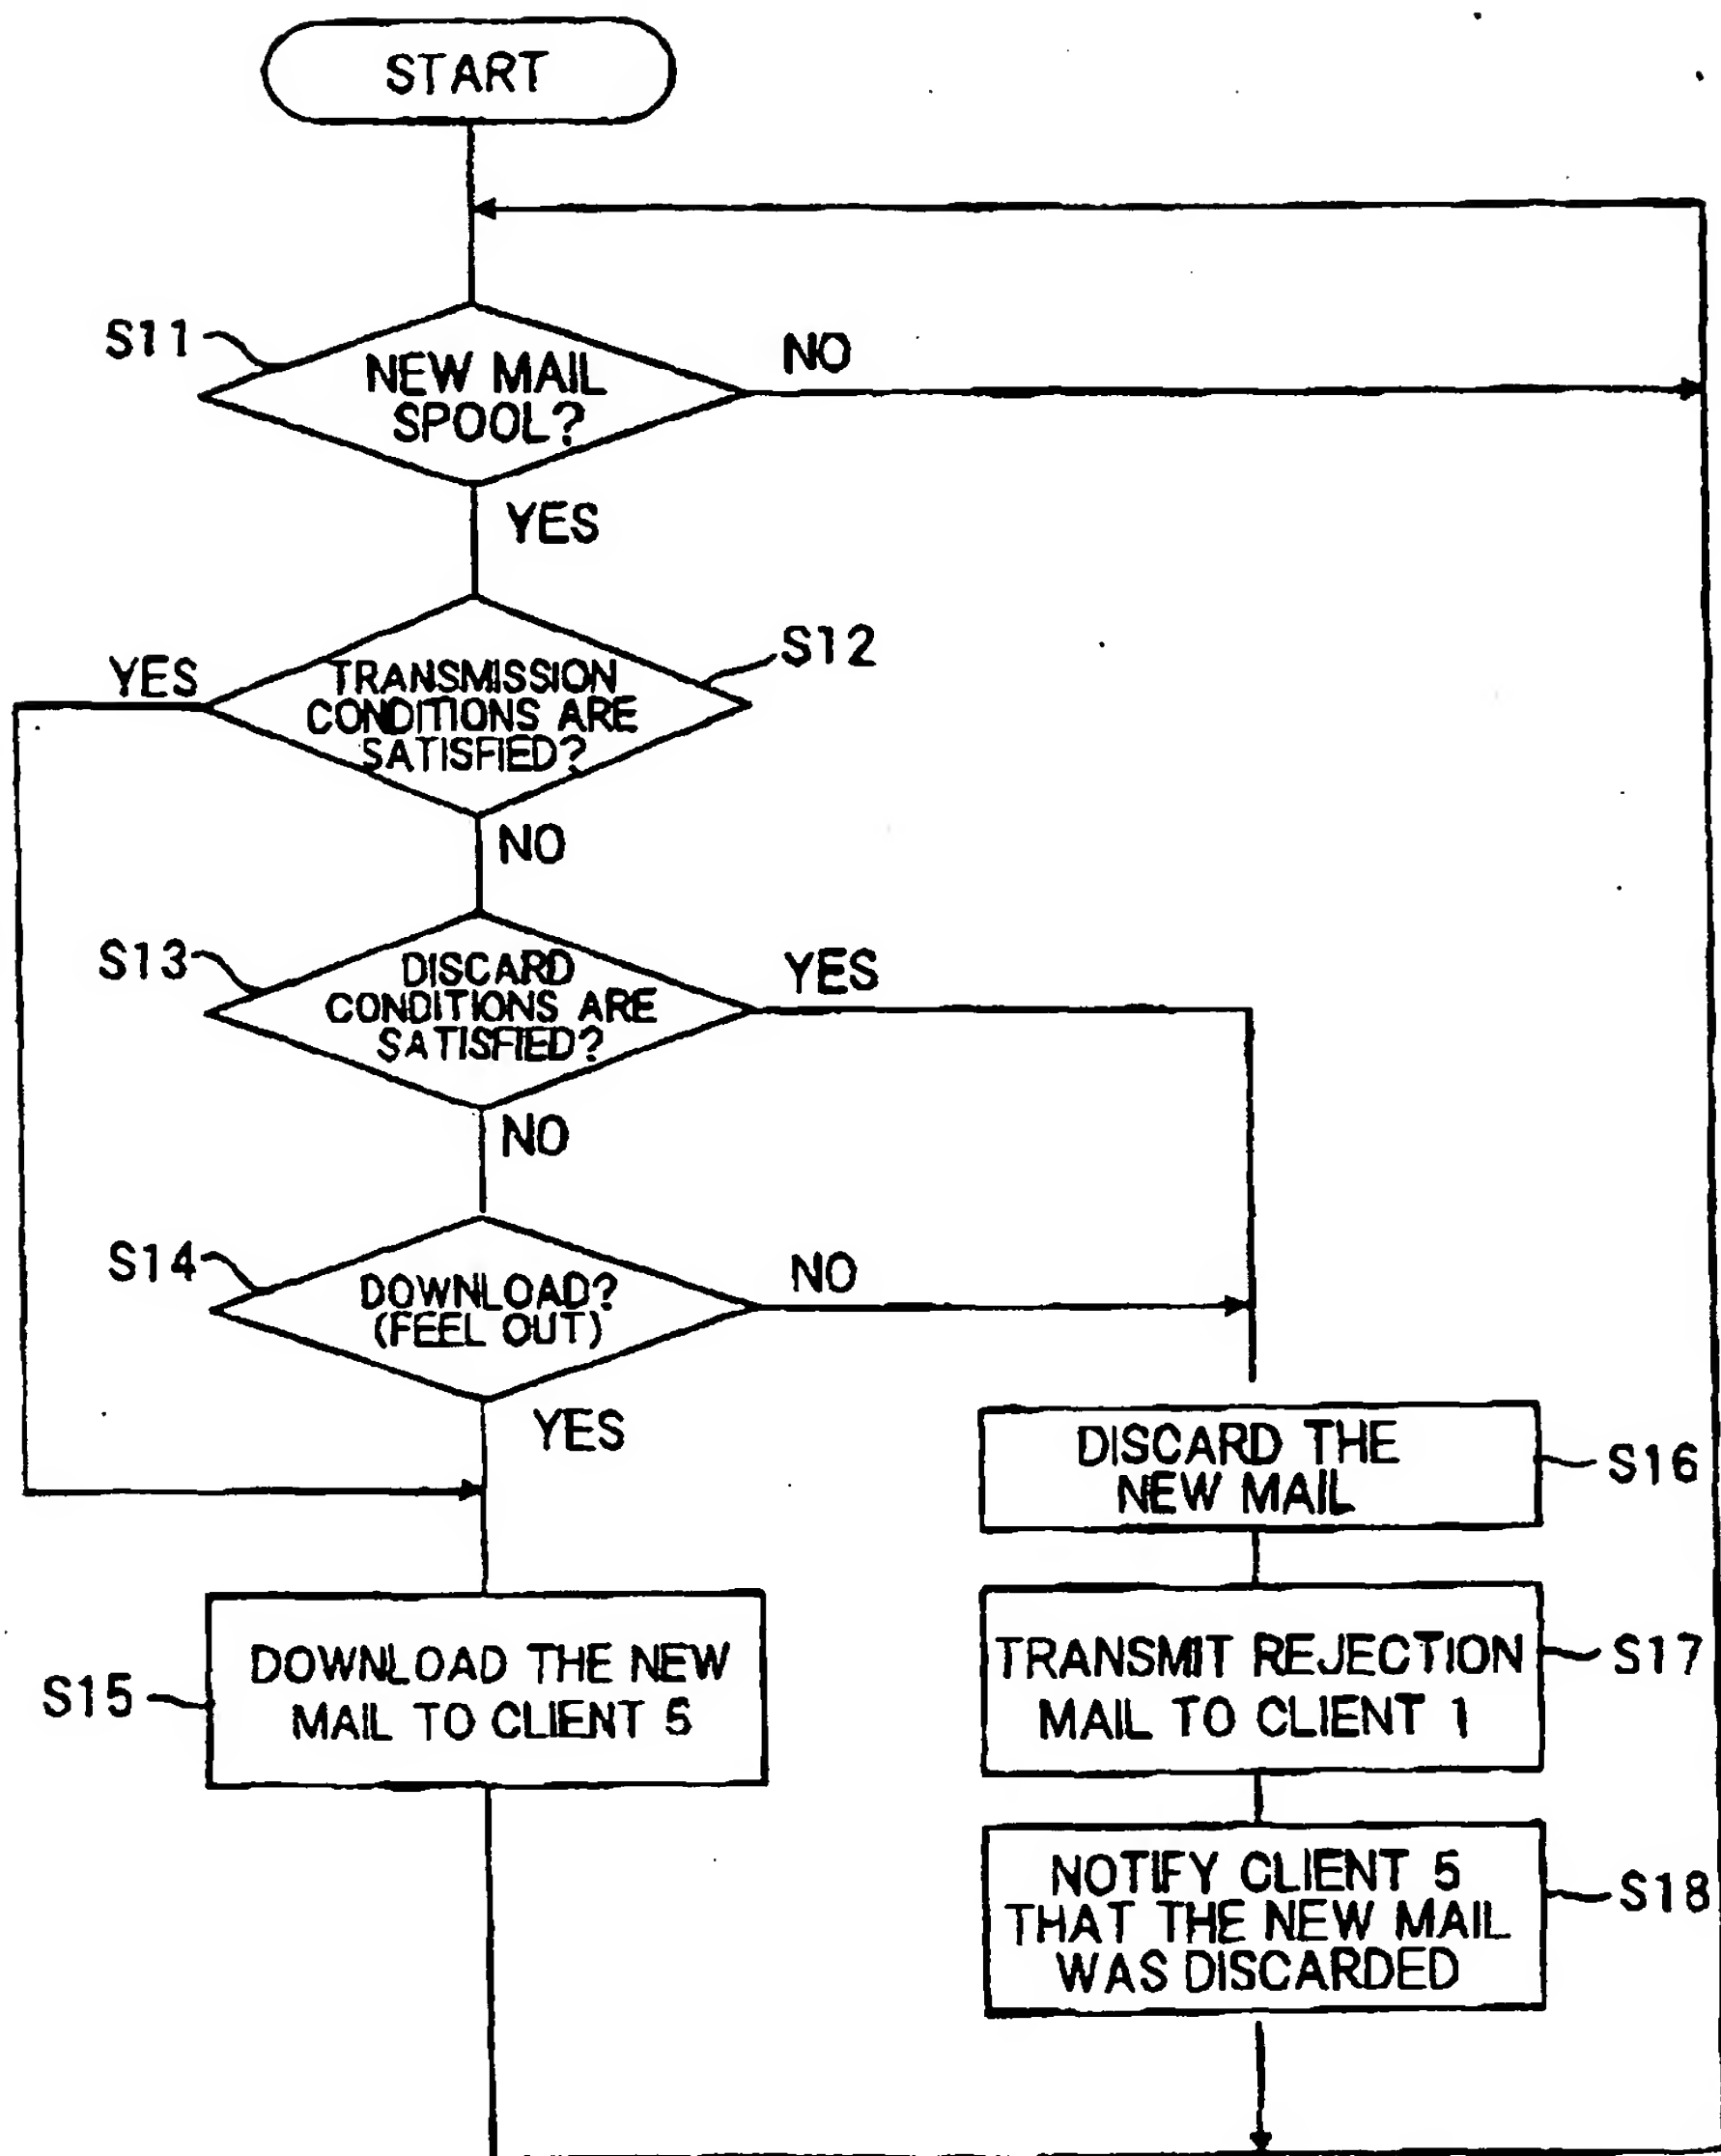 START
S11
NEW MAIL
SPOOL?
NO
YES
S12
YES
TRANSMISSION
CONDITIONS ARE
SATISFIED?
NO
S13
DISCARD
CONDITIONS ARE
SATISFIED?
YES
NO
S14
DOWNLOAD?
(FEEL OUT)
NO
YES
DISCARD THE
NEW MAIL
S16
S15
DOWNLOAD THE NEW
MAIL TO CLIENT 5
TRANSMIT REJECTION
MAIL TO CLIENT 1
S17
NOTIFY CLIENT 5
THAT THE NEW MAIL
WAS DISCARDED
S18